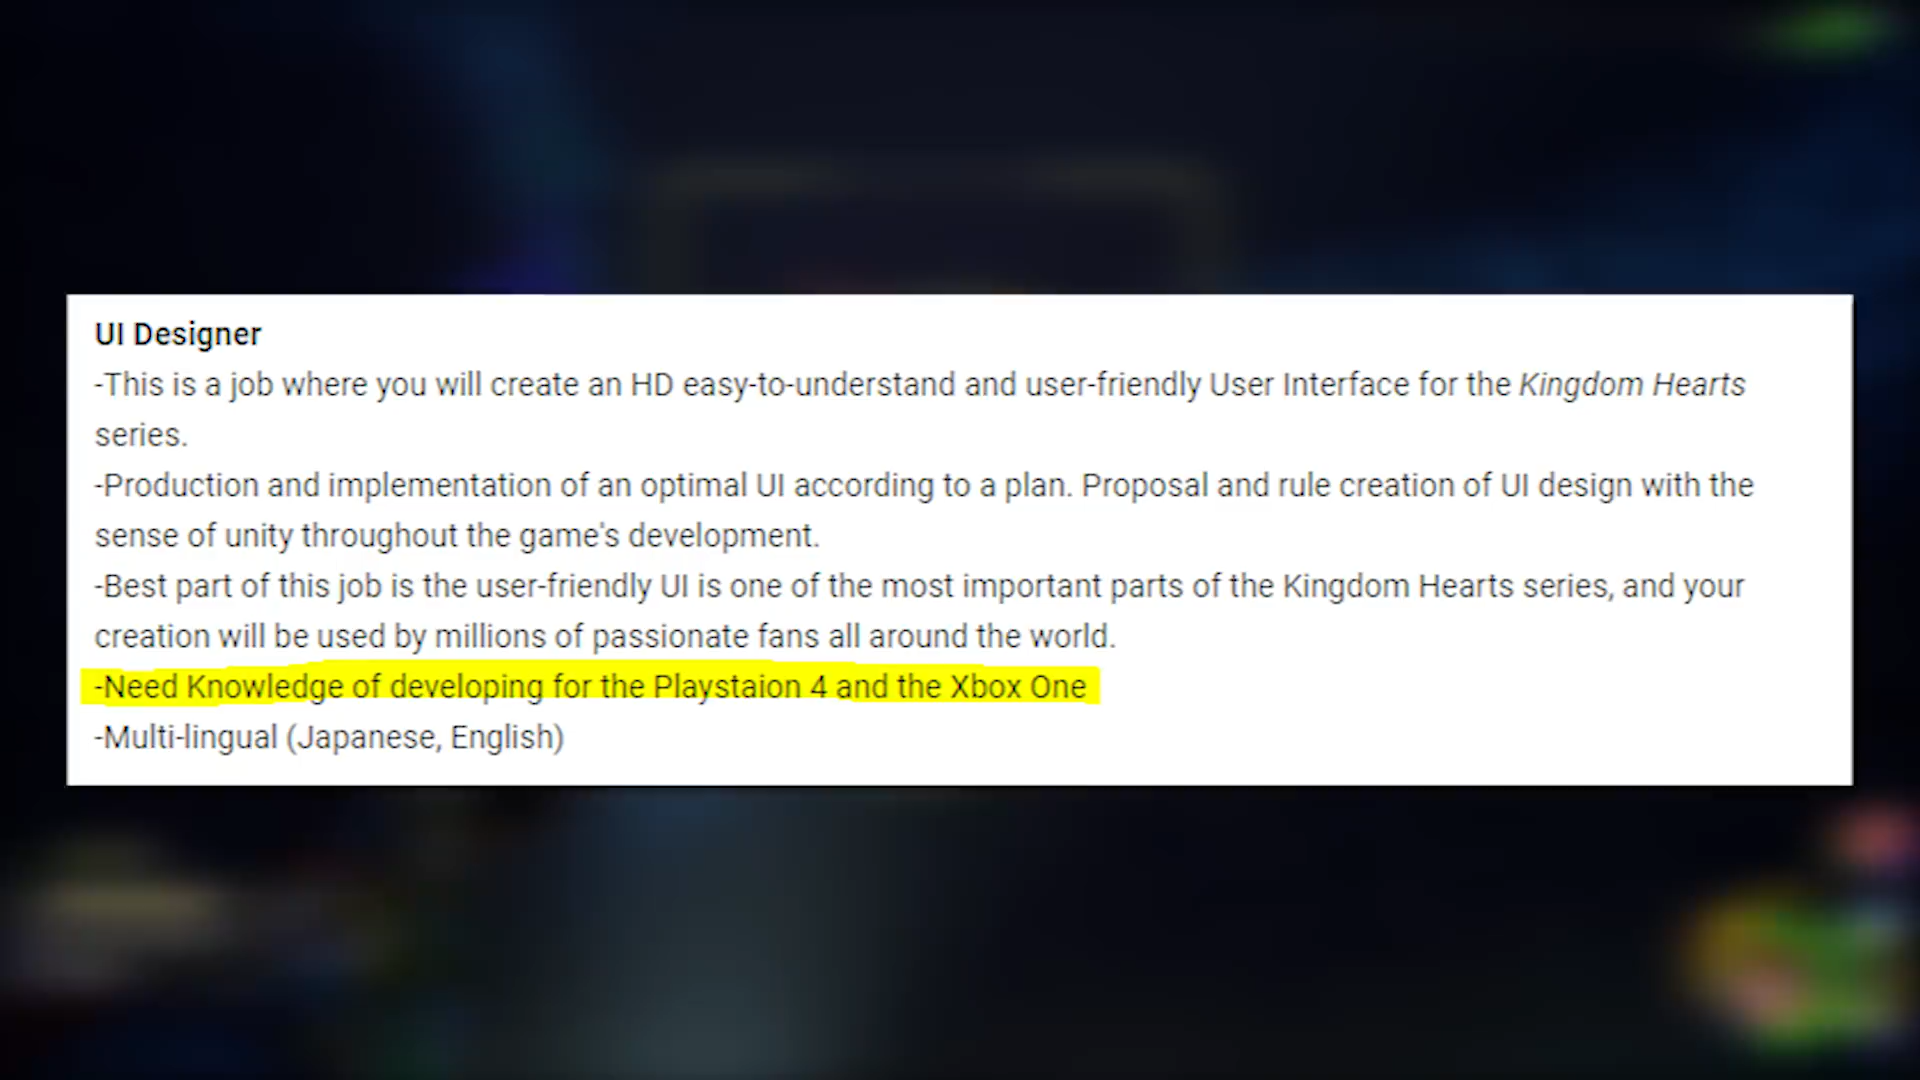 UI Designer
-This is a job where you will create an HD easy-to-understand and user-friendly User Interface for the Kingdom Hearts
series.
-Production and implementation of an optimal UI according to a plan. Proposal and rule creation of UI design with the
sense of unity throughout the game's development.
-Best part of this job is the user-friendly UI is one of the most important parts of the Kingdom Hearts series, and your
creation will be used by millions of passionate fans all around the world.
-Need Knowledge of developing for the Playstaion 4 and the Xbox One
-Multi-lingual (Japanese, English)